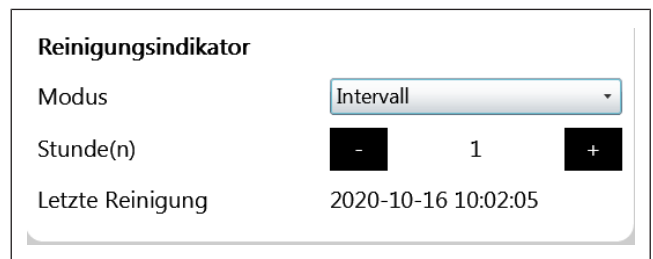 Reinigungsindikator
Modus Intervall
Stunde(n) - 1 +
Letzte Reinigung 2020-10-16 10:02:05